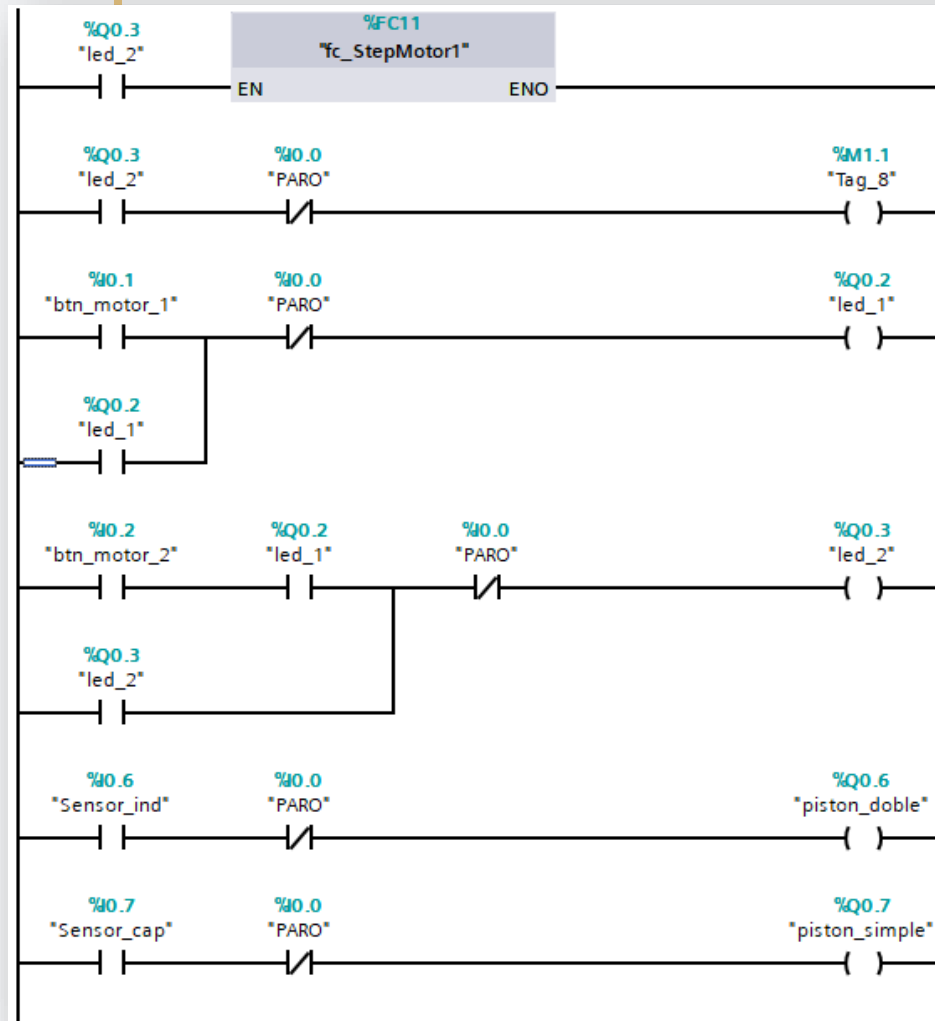 %Q0.3
"led_2"
%FC11
"fc_StepMotor1"
EN
ENO
%Q0.3
"led_2"
%I0.0
"PARO"
%M1.1
"Tag_8"
%I0.1
"btn_motor_1"
%I0.0
"PARO"
%Q0.2
"led_1"
%Q0.2
"led_1"
%I0.2
"btn_motor_2"
%Q0.2
"led_1"
%I0.0
"PARO"
%Q0.3
"led_2"
%Q0.3
"led_2"
%I0.6
"Sensor_ind"
%I0.0
"PARO"
%Q0.6
"piston_doble"
%I0.7
"Sensor_cap"
%I0.0
"PARO"
%Q0.7
"piston_simple"